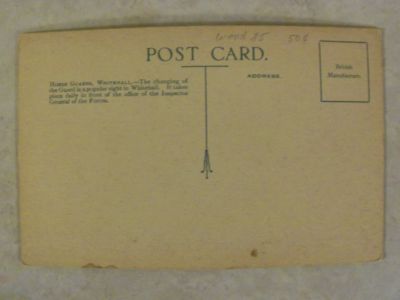 50¢
POST CARD.
Horse Guards, Whitehall.—The changing of
the Guard is a popular sight in Whitehall. It takes
place daily in front of the office of the Inspector
General of the Forces.
ADDRESS.
British
Manufacture.